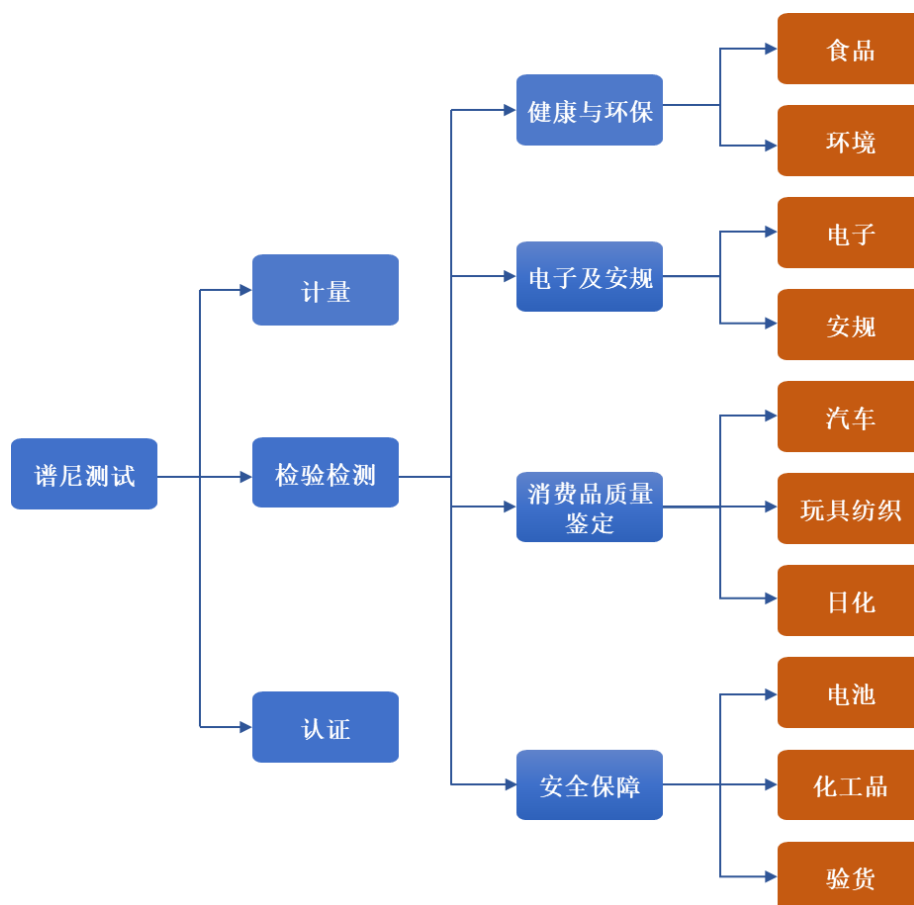 谱尼测试
计量
检验检测
认证
健康与环保
电子及安规
消费品质量
鉴定
安全保障
食品
环境
电子
安规
汽车
玩具纺织
日化
电池
化工品
验货